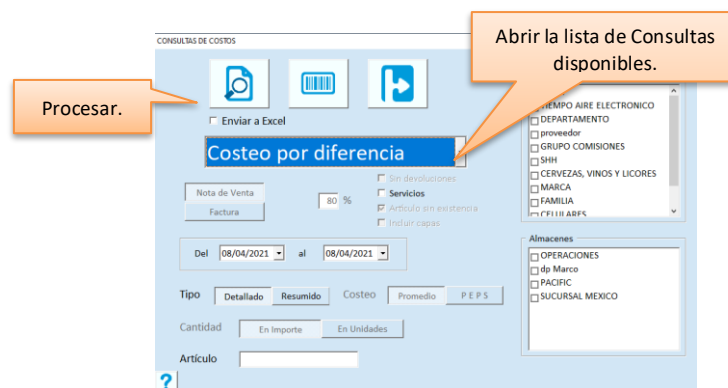 CONSULTAS DE COSTOS
Abrir la lista de Consultas
disponibles.
Procesar.
Enviar a Excel
Costeo por diferencia
Sin devoluciones
Nota de Venta
Factura
80 %
Servicios
Artículo sin existencia
Incluir capas
Del 08/04/2021 al 08/04/2021
Tipo Detallado Resumido Costeo Promedio P E P S
Cantidad En Importe En Unidades
Artículo
?
TIEMPO AIRE ELECTRONICO
DEPARTAMENTO
proveedor
GRUPO COMISIONES
SHH
CERVEZAS, VINOS Y LICORES
MARCA
FAMILIA
CELULARES
Almacenes
OPERACIONES
dp Marco
PACIFIC
SUCURSAL MEXICO